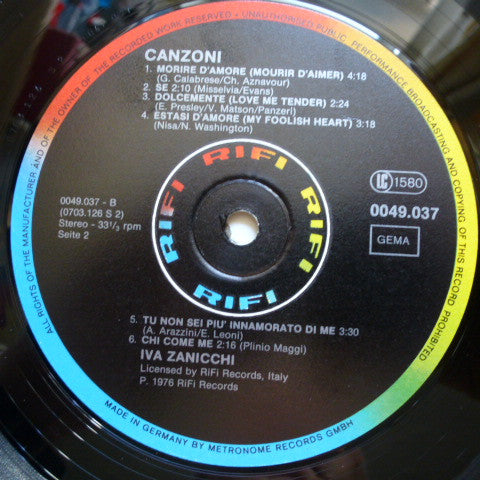 ALL RIGHTS OF THE MANUFACTURER AND OF THE OWNER OF THE RECORDED WORK RESERVED • UNAUTHORISED PUBLIC PERFORMANCE BROADCASTING AND COPYING OF THIS RECORD PROHIBITED
CANZONI
1. MORIRE D'AMORE (MOURIR D'AIMER) 4:18
(G. Calabrese/Ch. Aznavour)
2. SE 2:10 (Misselvia/Evans)
3. DOLCEMENTE (LOVE ME TENDER) 2:24
(E. Presley/V. Matson/Panzeri)
4. ESTASI D'AMORE (MY FOOLISH HEART) 3:18
(Nisa/N. Washington)
RIFI RIFI RIFI RIFI RIFI
0049.037 - B
(0703.126 S 2)
Stereo - 33 1/3 rpm
Seite 2
LC 1580
0049.037
GEMA
5. TU NON SEI PIU' INNAMORATO DI ME 3:30
(A. Arazzini/E. Leoni)
6. CHI COME ME 2:16 (Plinio Maggi)
IVA ZANICCHI
Licensed by RiFi Records, Italy
P. 1976 RiFi Records
MADE IN GERMANY BY METRONOME RECORDS GMBH